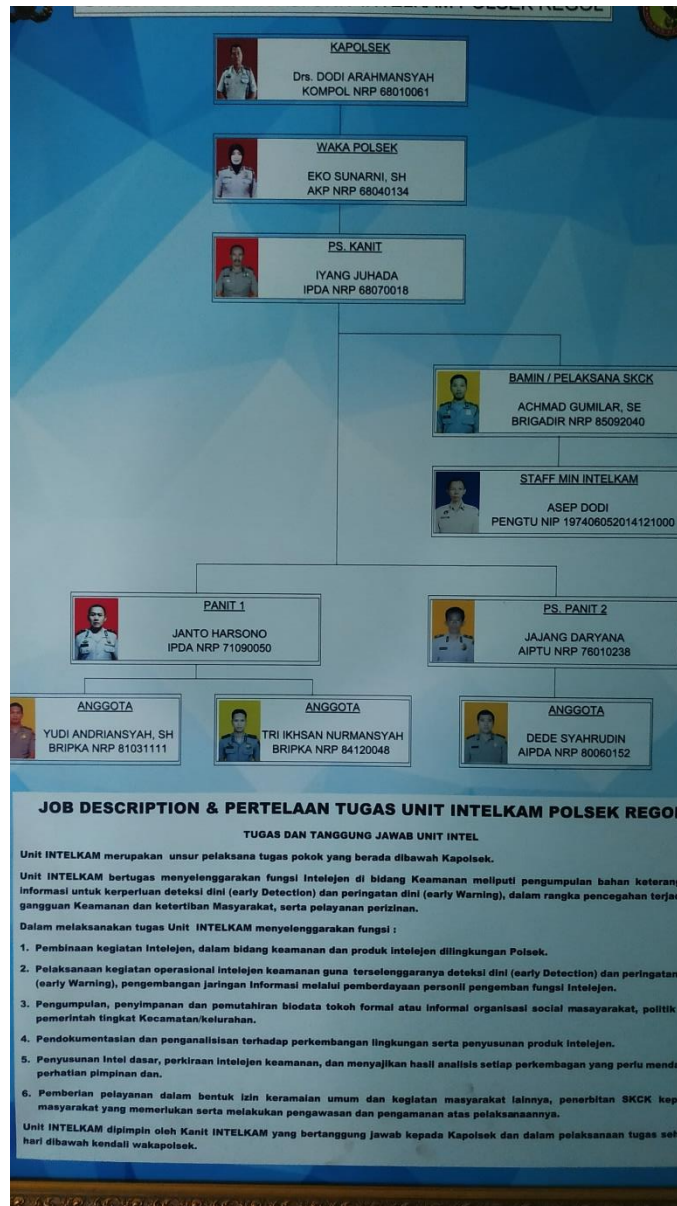 INTELKAM POLSEK REGOL
KAPOLSEK
Drs. DODI ARAHMANSYAH
KOMPOL NRP 68010061
WAKA POLSEK
EKO SUNARNI, SH
AKP NRP 68040134
PS. KANIT
IYANG JUHADA
IPDA NRP 68070018
BAMIN / PELAKSANA SKCK
ACHMAD GUMILAR, SE
BRIGADIR NRP 85092040
STAFF MIN INTELKAM
ASEP DODI
PENGTU NIP 197406052014121000
PANIT 1
JANTO HARSONO
IPDA NRP 71090050
PS. PANIT 2
JAJANG DARYANA
AIPTU NRP 76010238
ANGGOTA
YUDI ANDRIANSYAH, SH
BRIPKA NRP 81031111
ANGGOTA
TRI IKHSAN NURMANSYAH
BRIPKA NRP 84120048
ANGGOTA
DEDE SYAHRUDIN
AIPDA NRP 80060152
JOB DESCRIPTION & PERTELAAN TUGAS UNIT INTELKAM POLSEK REGOL
TUGAS DAN TANGGUNG JAWAB UNIT INTEL
Unit INTELKAM merupakan unsur pelaksana tugas pokok yang berada dibawah Kapolsek.
Unit INTELKAM bertugas menyelenggarakan fungsi Intelejen di bidang Keamanan meliputi pengumpulan bahan keterang
informasi untuk kerperluan deteksi dini (early Detection) dan peringatan dini (early Warning), dalam rangka pencegahan terja
gangguan Keamanan dan ketertiban Masyarakat, serta pelayanan perizinan.
Dalam melaksanakan tugas Unit INTELKAM menyelenggarakan fungsi :
1. Pembinaan kegiatan Intelejen, dalam bidang keamanan dan produk intelejen dilingkungan Polsek.
2. Pelaksanaan kegiatan operasional intelejen keamanan guna terselenggaranya deteksi dini (early Detection) dan peringatan
(early Warning), pengembangan jaringan Informasi melalui pemberdayaan personil pengemban fungsi Intelejen.
3. Pengumpulan, penyimpanan dan pemutahiran biodata tokoh formal atau informal organisasi social masayarakat, politik
pemerintah tingkat Kecamatan/kelurahan.
4. Pendokumentasian dan penganalisisan terhadap perkembangan lingkungan serta penyusunan produk intelejen.
5. Penyusunan Intel dasar, perkiraan intelejen keamanan, dan menyajikan hasil analisis setiap perkembagan yang perlu menda
perhatian pimpinan dan.
6. Pemberian pelayanan dalam bentuk izin keramaian umum dan kegiatan masyarakat lainnya, penerbitan SKCK kep
masyarakat yang memerlukan serta melakukan pengawasan dan pengamanan atas pelaksanaannya.
Unit INTELKAM dipimpin oleh Kanit INTELKAM yang bertanggung jawab kepada Kapolsek dan dalam pelaksanaan tugas seh
hari dibawah kendali wakapolsek.